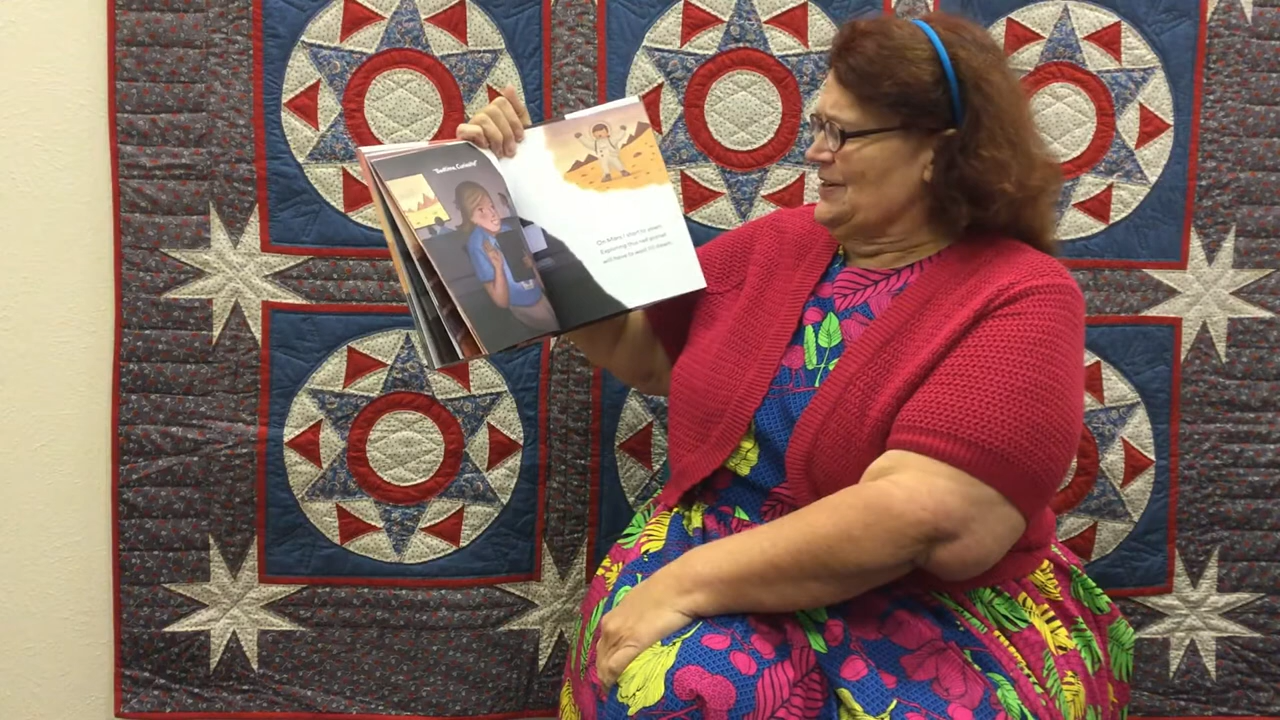 "Bedtime, Cassidy!"
On Mars I start to yawn.
Exploring this red planet
will have to wait till dawn.